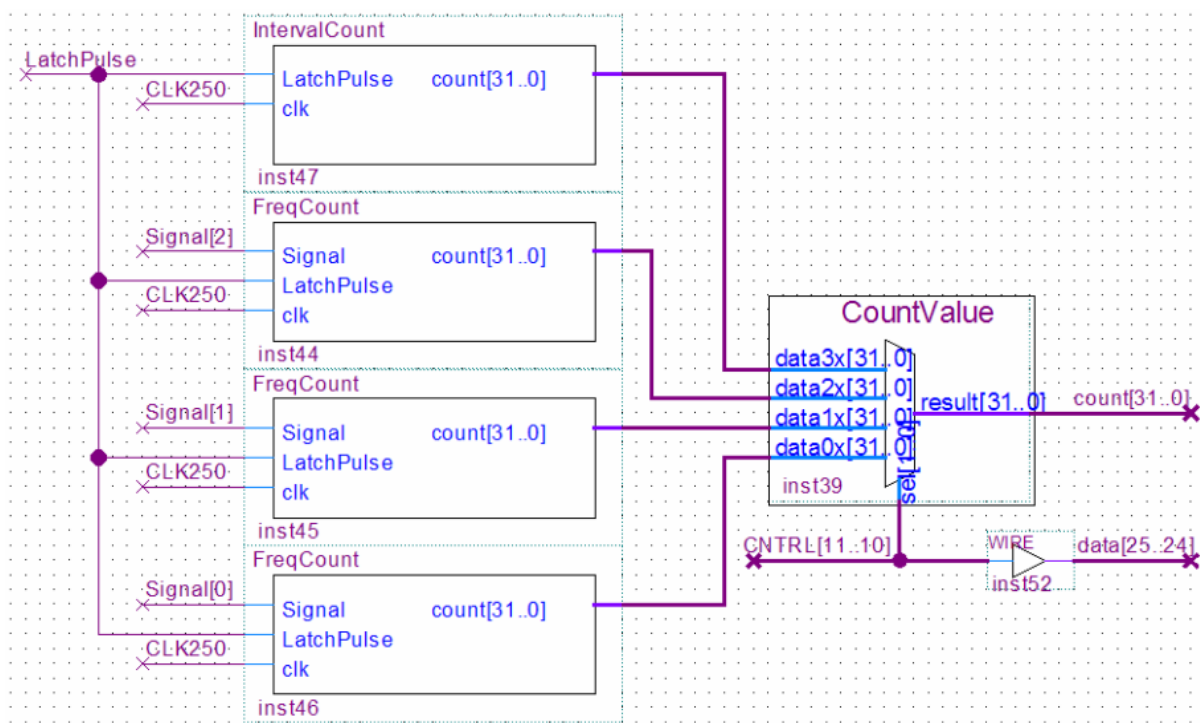 IntervalCount
LatchPulse
LatchPulse count[31..0]
CLK250
clk
inst47
FreqCount
Signal[2]
Signal count[31..0]
LatchPulse
CLK250
clk
inst44
FreqCount
Signal[1]
Signal count[31..0]
LatchPulse
CLK250
clk
inst45
FreqCount
Signal[0]
Signal count[31..0]
LatchPulse
CLK250
clk
inst46
CountValue
data3x[31..0]
data2x[31..0]
data1x[31..0]
data0x[31..0]
result[31..0]
count[31..0]
sel[1..0]
inst39
CNTRL[11..10]
WIRE
data[25..24]
inst52